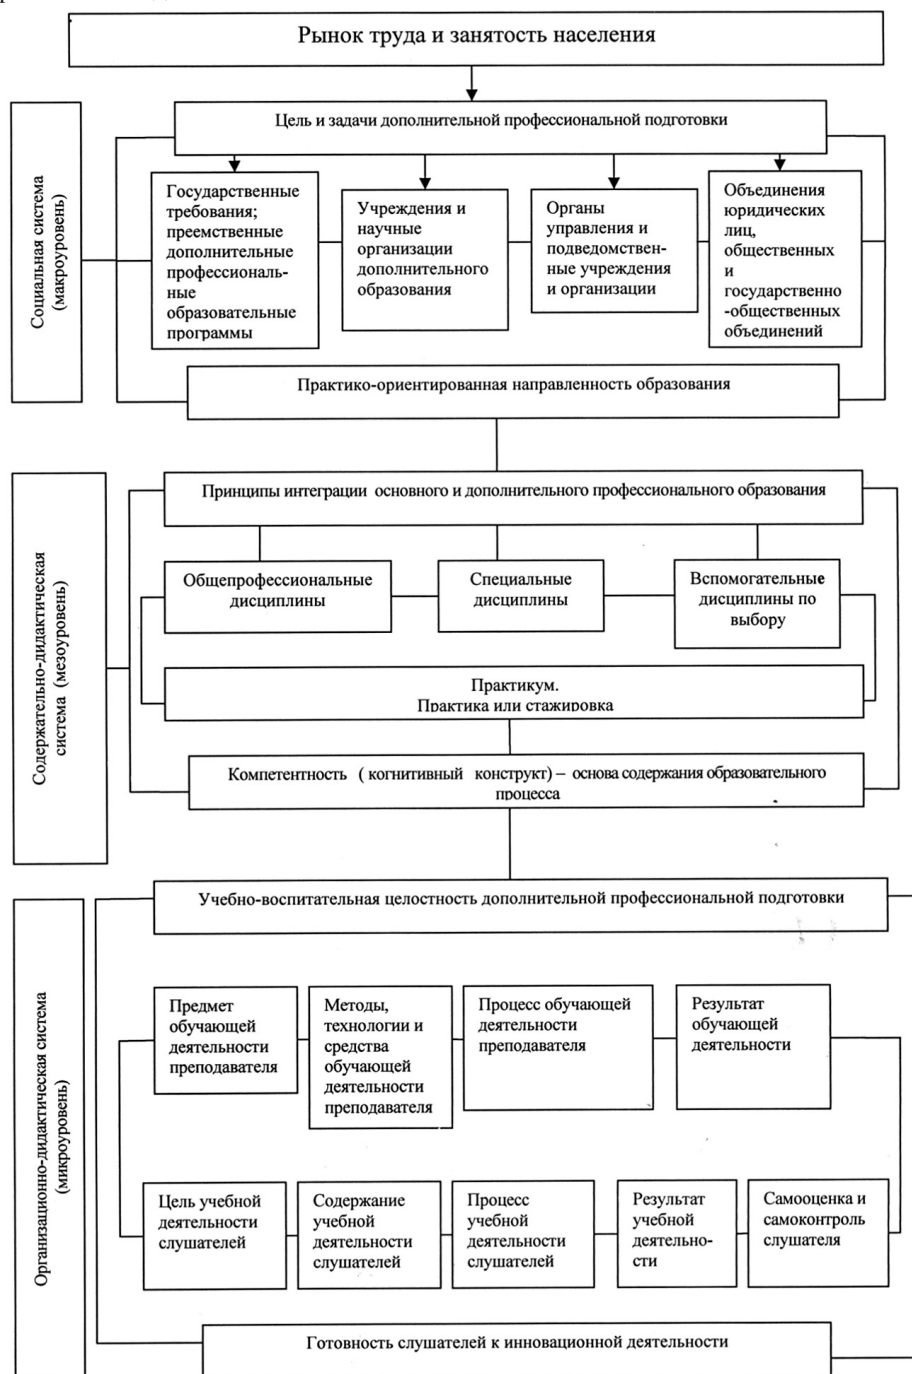 Рынок труда и занятость населения
Социальная система
(макроуровень)
Цель и задачи дополнительной профессиональной подготовки
Государственные
требования;
преемственные
дополнительные
профессиональ-
ные
образовательные
программы
Учреждения и
научные
организации
дополнительного
образования
Органы
управления и
подведомствен-
ные учреждения
и организации
Объединения
юридических
лиц,
общественных
и
государственно
-общественных
объединений
Практико-ориентированная направленность образования
Содержательно-дидактическая
система (мезоуровень)
Принципы интеграции основного и дополнительного профессионального образования
Общепрофессиональные
дисциплины
Специальные
дисциплины
Вспомогательные
дисциплины по
выбору
Практикум.
Практика или стажировка
Компетентность ( когнитивный конструкт) – основа содержания образовательного
процесса
Организационно-дидактическая система
(микроуровень)
Учебно-воспитательная целостность дополнительной профессиональной подготовки
Предмет
обучающей
деятельности
преподавателя
Методы,
технологии и
средства
обучающей
деятельности
преподавателя
Процесс обучающей
деятельности
преподавателя
Результат
обучающей
деятельности
Цель учебной
деятельности
слушателей
Содержание
учебной
деятельности
слушателей
Процесс
учебной
деятельности
слушателей
Результат
учебной
деятельно-
сти
Самооценка и
самоконтроль
слушателя
Готовность слушателей к инновационной деятельности